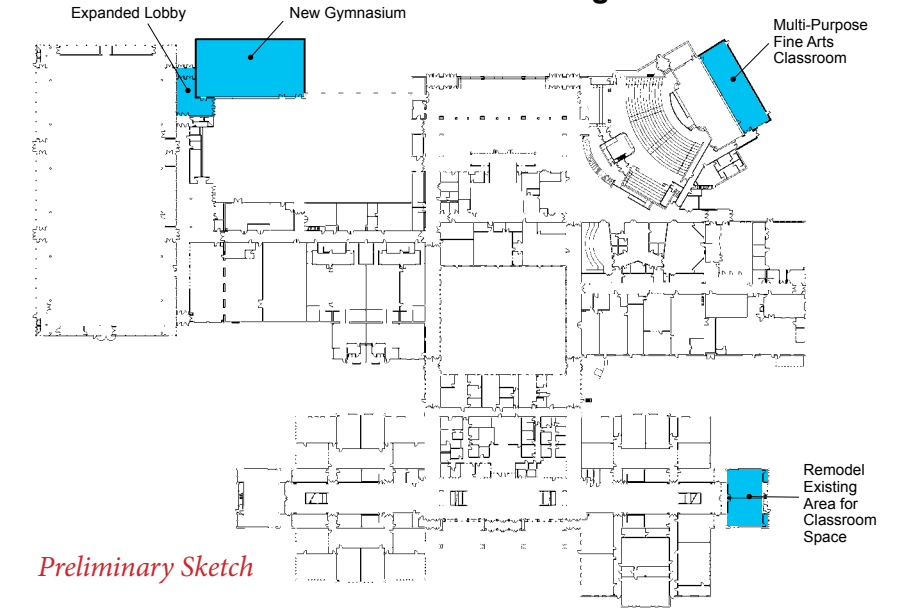 Expanded Lobby
New Gymnasium
Multi-Purpose
Fine Arts
Classroom
Remodel
Existing
Area for
Classroom
Space
Preliminary Sketch